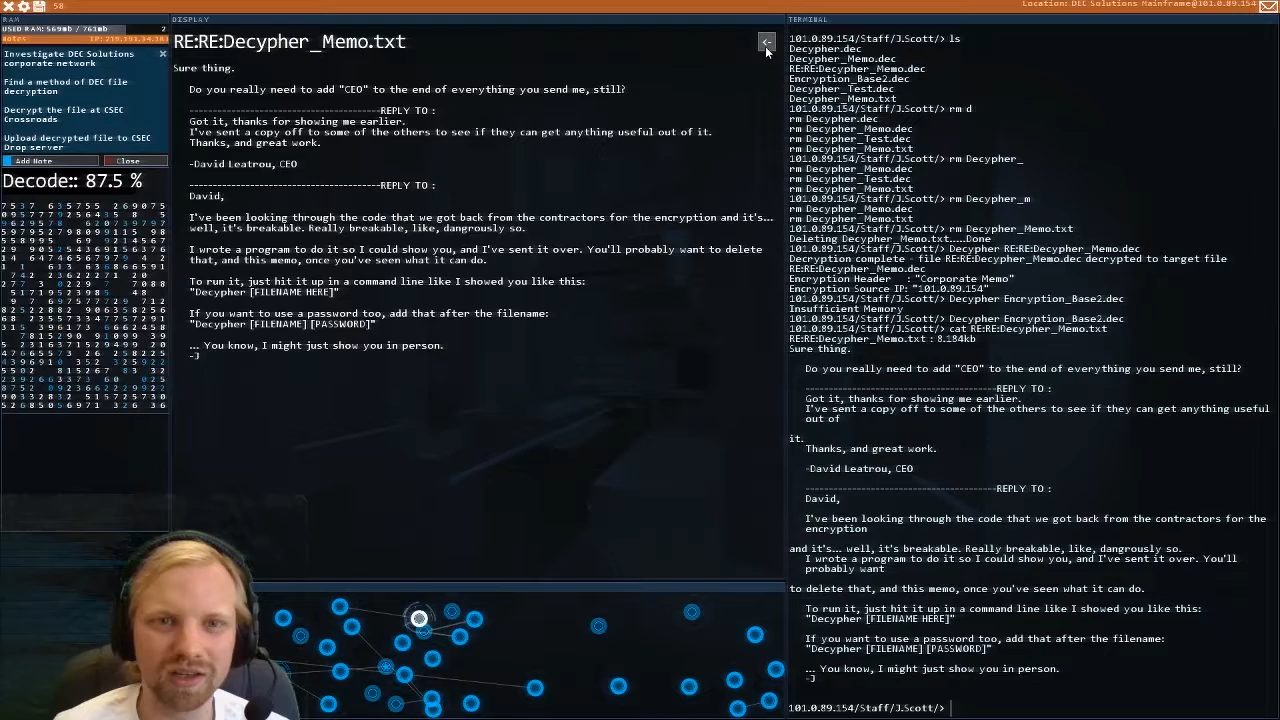 58
Location: DEC Solutions Mainframe@101.0.89.154
RAM
USED RAM: 569mb / 761mb
2
notes
IP:219.191.34.181
Investigate DEC Solutions
corporate network
Find a method of DEC file
decryption
Decrypt the file at CSEC
Crossroads
Upload decrypted file to CSEC
Drop server
Add Note
Close
Decode:: 87.5 %
DISPLAY
RE:RE:Decypher_Memo.txt
<-
Sure thing.
Do you really need to add "CEO" to the end of everything you send me, still?
------------------------------------REPLY TO :
Got it, thanks for showing me earlier.
I've sent a copy off to some of the others to see if they can get anything useful out of it.
Thanks, and great work.
-David Leatrou, CEO
------------------------------------REPLY TO :
David,
I've been looking through the code that we got back from the contractors for the encryption and it's...
well, it's breakable. Really breakable, like, dangrously so.
I wrote a program to do it so I could show you, and I've sent it over. You'll probably want to delete
that, and this memo, once you've seen what it can do.
To run it, just hit it up in a command line like I showed you like this:
"Decypher [FILENAME HERE]"
If you want to use a password too, add that after the filename:
"Decypher [FILENAME] [PASSWORD]"
... You know, I might just show you in person.
-J
TERMINAL
101.0.89.154/Staff/J.Scott/> ls
Decypher.dec
Decypher_Memo.dec
RE:RE:Decypher_Memo.dec
Encryption_Base2.dec
Decypher_Test.dec
Decypher_Memo.txt
101.0.89.154/Staff/J.Scott/> rm d
rm Decypher.dec
rm Decypher_Memo.dec
rm Decypher_Test.dec
rm Decypher_Memo.txt
101.0.89.154/Staff/J.Scott/> rm Decypher_
rm Decypher_Memo.dec
rm Decypher_Test.dec
rm Decypher_Memo.txt
101.0.89.154/Staff/J.Scott/> rm Decypher_m
rm Decypher_Memo.dec
rm Decypher_Memo.txt
101.0.89.154/Staff/J.Scott/> rm Decypher_Memo.txt
Deleting Decypher_Memo.txt.....Done
101.0.89.154/Staff/J.Scott/> Decypher RE:RE:Decypher_Memo.dec
Decryption complete - file RE:RE:Decypher_Memo.dec decrypted to target file
RE:RE:Decypher_Memo.dec
Encryption Header : "Corporate Memo"
Encryption Source IP: "101.0.89.154"
101.0.89.154/Staff/J.Scott/> Decypher Encryption_Base2.dec
Insufficient Memory
101.0.89.154/Staff/J.Scott/> Decypher Encryption_Base2.dec
101.0.89.154/Staff/J.Scott/> cat RE:RE:Decypher_Memo.txt
RE:RE:Decypher_Memo.txt : 8.184kb
Sure thing.
Do you really need to add "CEO" to the end of everything you send me, still?
------------------------------------REPLY TO :
Got it, thanks for showing me earlier.
I've sent a copy off to some of the others to see if they can get anything useful
out of
it.
Thanks, and great work.
-David Leatrou, CEO
------------------------------------REPLY TO :
David,
I've been looking through the code that we got back from the contractors for the
encryption
and it's... well, it's breakable. Really breakable, like, dangrously so.
I wrote a program to do it so I could show you, and I've sent it over. You'll
probably want
to delete that, and this memo, once you've seen what it can do.
To run it, just hit it up in a command line like I showed you like this:
"Decypher [FILENAME HERE]"
If you want to use a password too, add that after the filename:
"Decypher [FILENAME] [PASSWORD]"
... You know, I might just show you in person.
-J
101.0.89.154/Staff/J.Scott/>